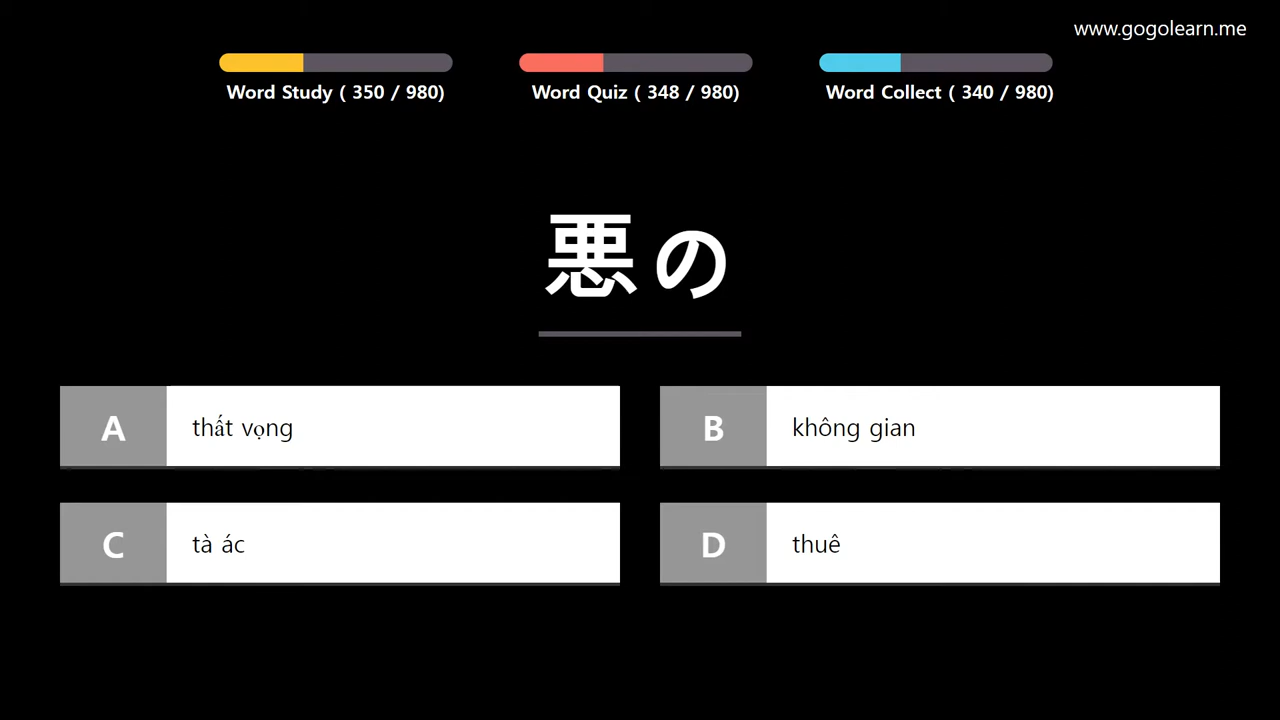 www.gogolearn.me
Word Study ( 350 / 980)
Word Quiz ( 348 / 980)
Word Collect ( 340 / 980)
悪の
A thất vọng
B không gian
C tà ác
D thuê